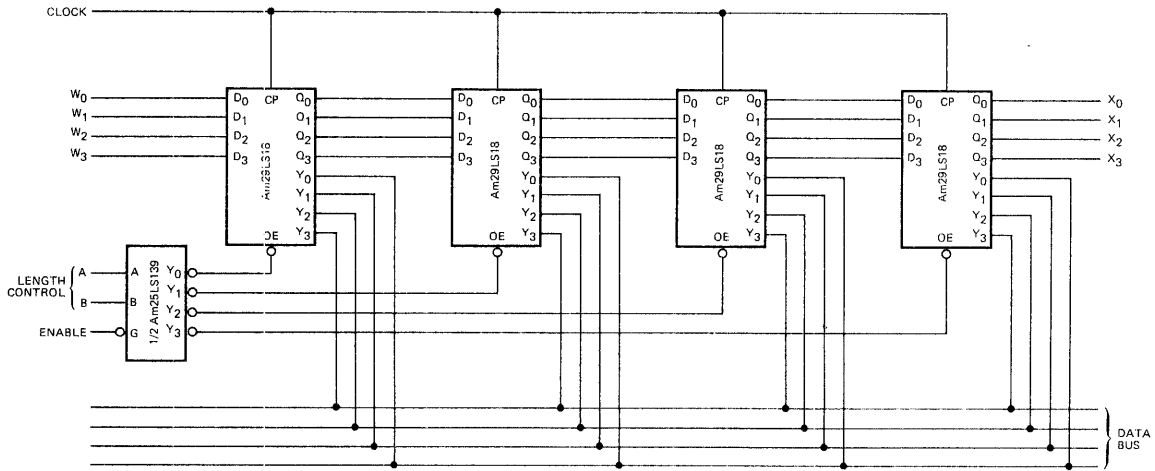 CLOCK
W0
W1
W2
W3
D0 CP Q0
D1 Q1
D2 Q2
D3 Q3
Y0
Y1
Y2
OE Y3
Am29LS18
D0 CP Q0
D1 Q1
D2 Q2
D3 Q3
Y0
Y1
Y2
OE Y3
Am29LS18
D0 CP Q0
D1 Q1
D2 Q2
D3 Q3
Y0
Y1
Y2
OE Y3
Am29LS18
D0 CP Q0
D1 Q1
D2 Q2
D3 Q3
Y0
Y1
Y2
OE Y3
Am29LS18
X0
X1
X2
X3
LENGTH
CONTROL
A
B
ENABLE
A Y0
Y1
B Y2
G Y3
1/2 Am25LS139
DATA
BUS